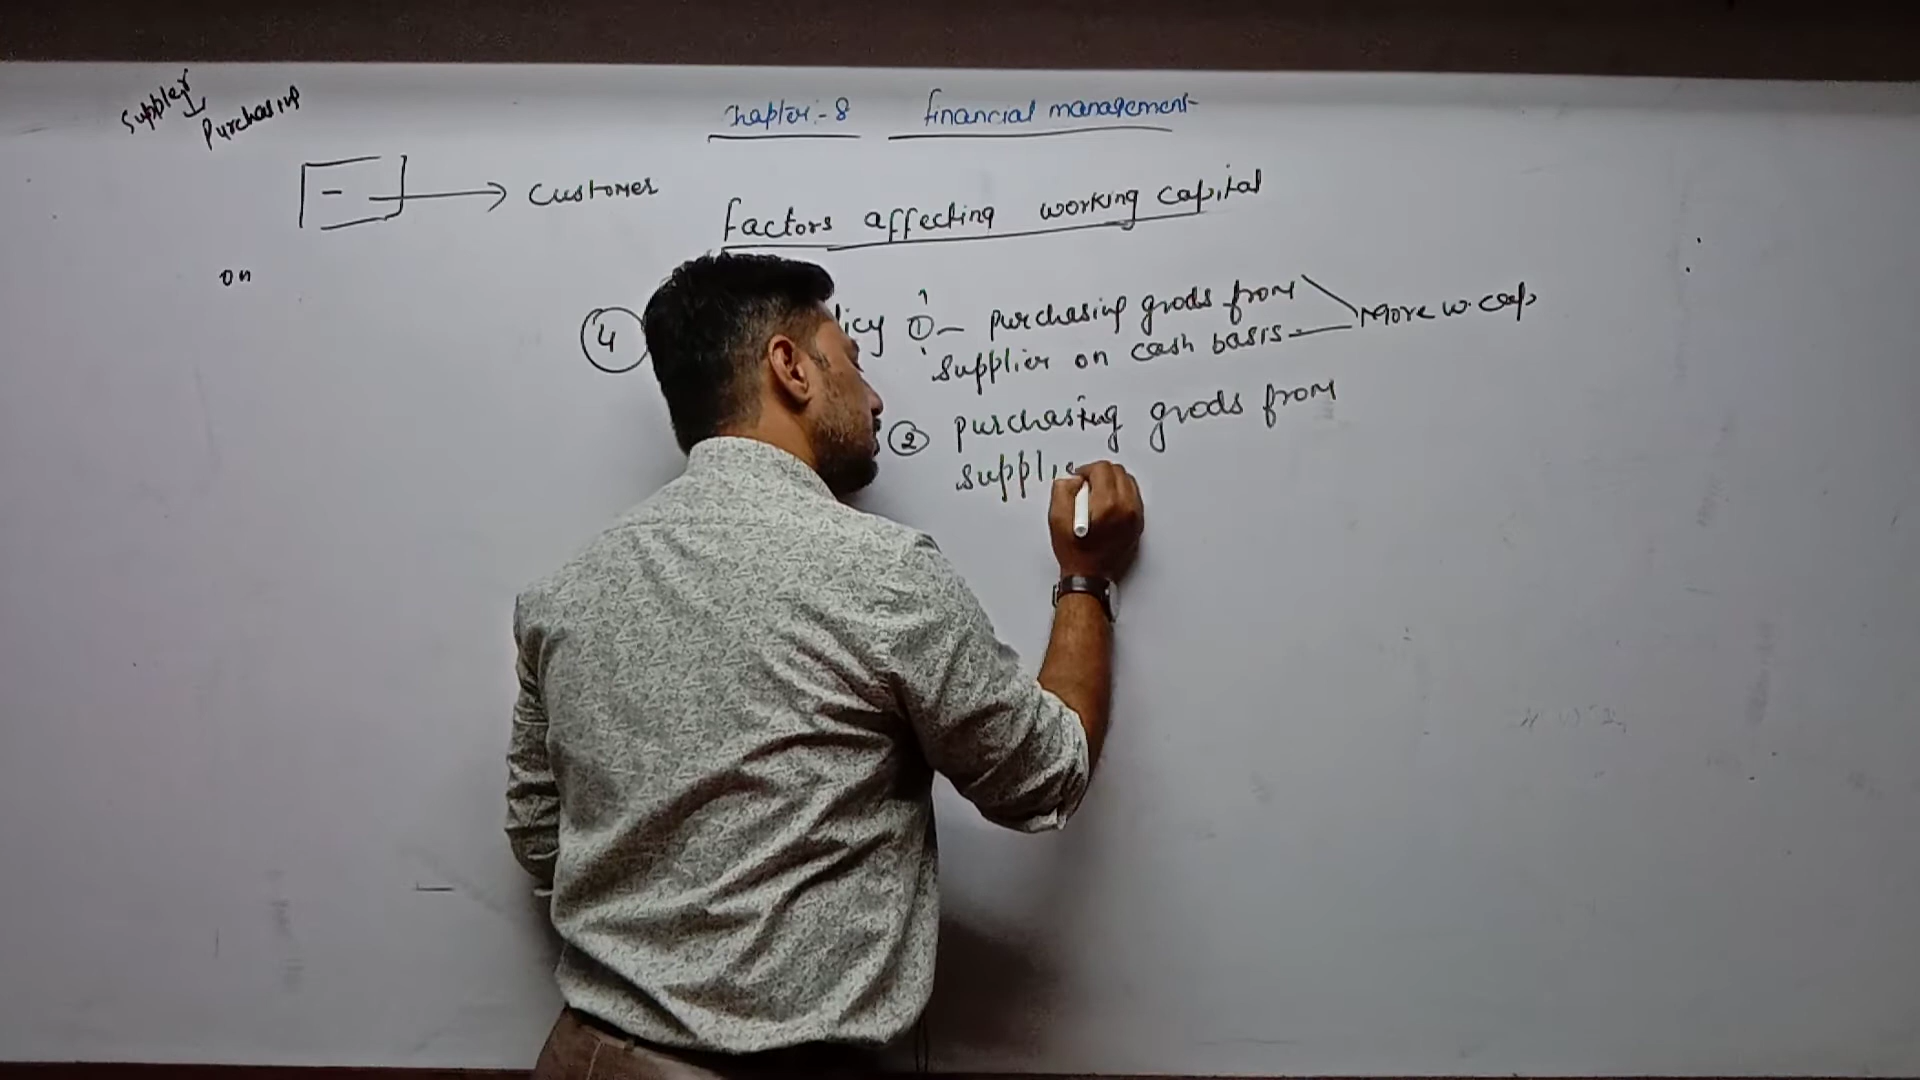 Supplier
Purchasing
Chapter:- 8 financial management
Customer
factors affecting working capital
on
4 licy ① - purchasing goods from
supplier on cash basis - More w. cap
② purchasing goods from
supplie